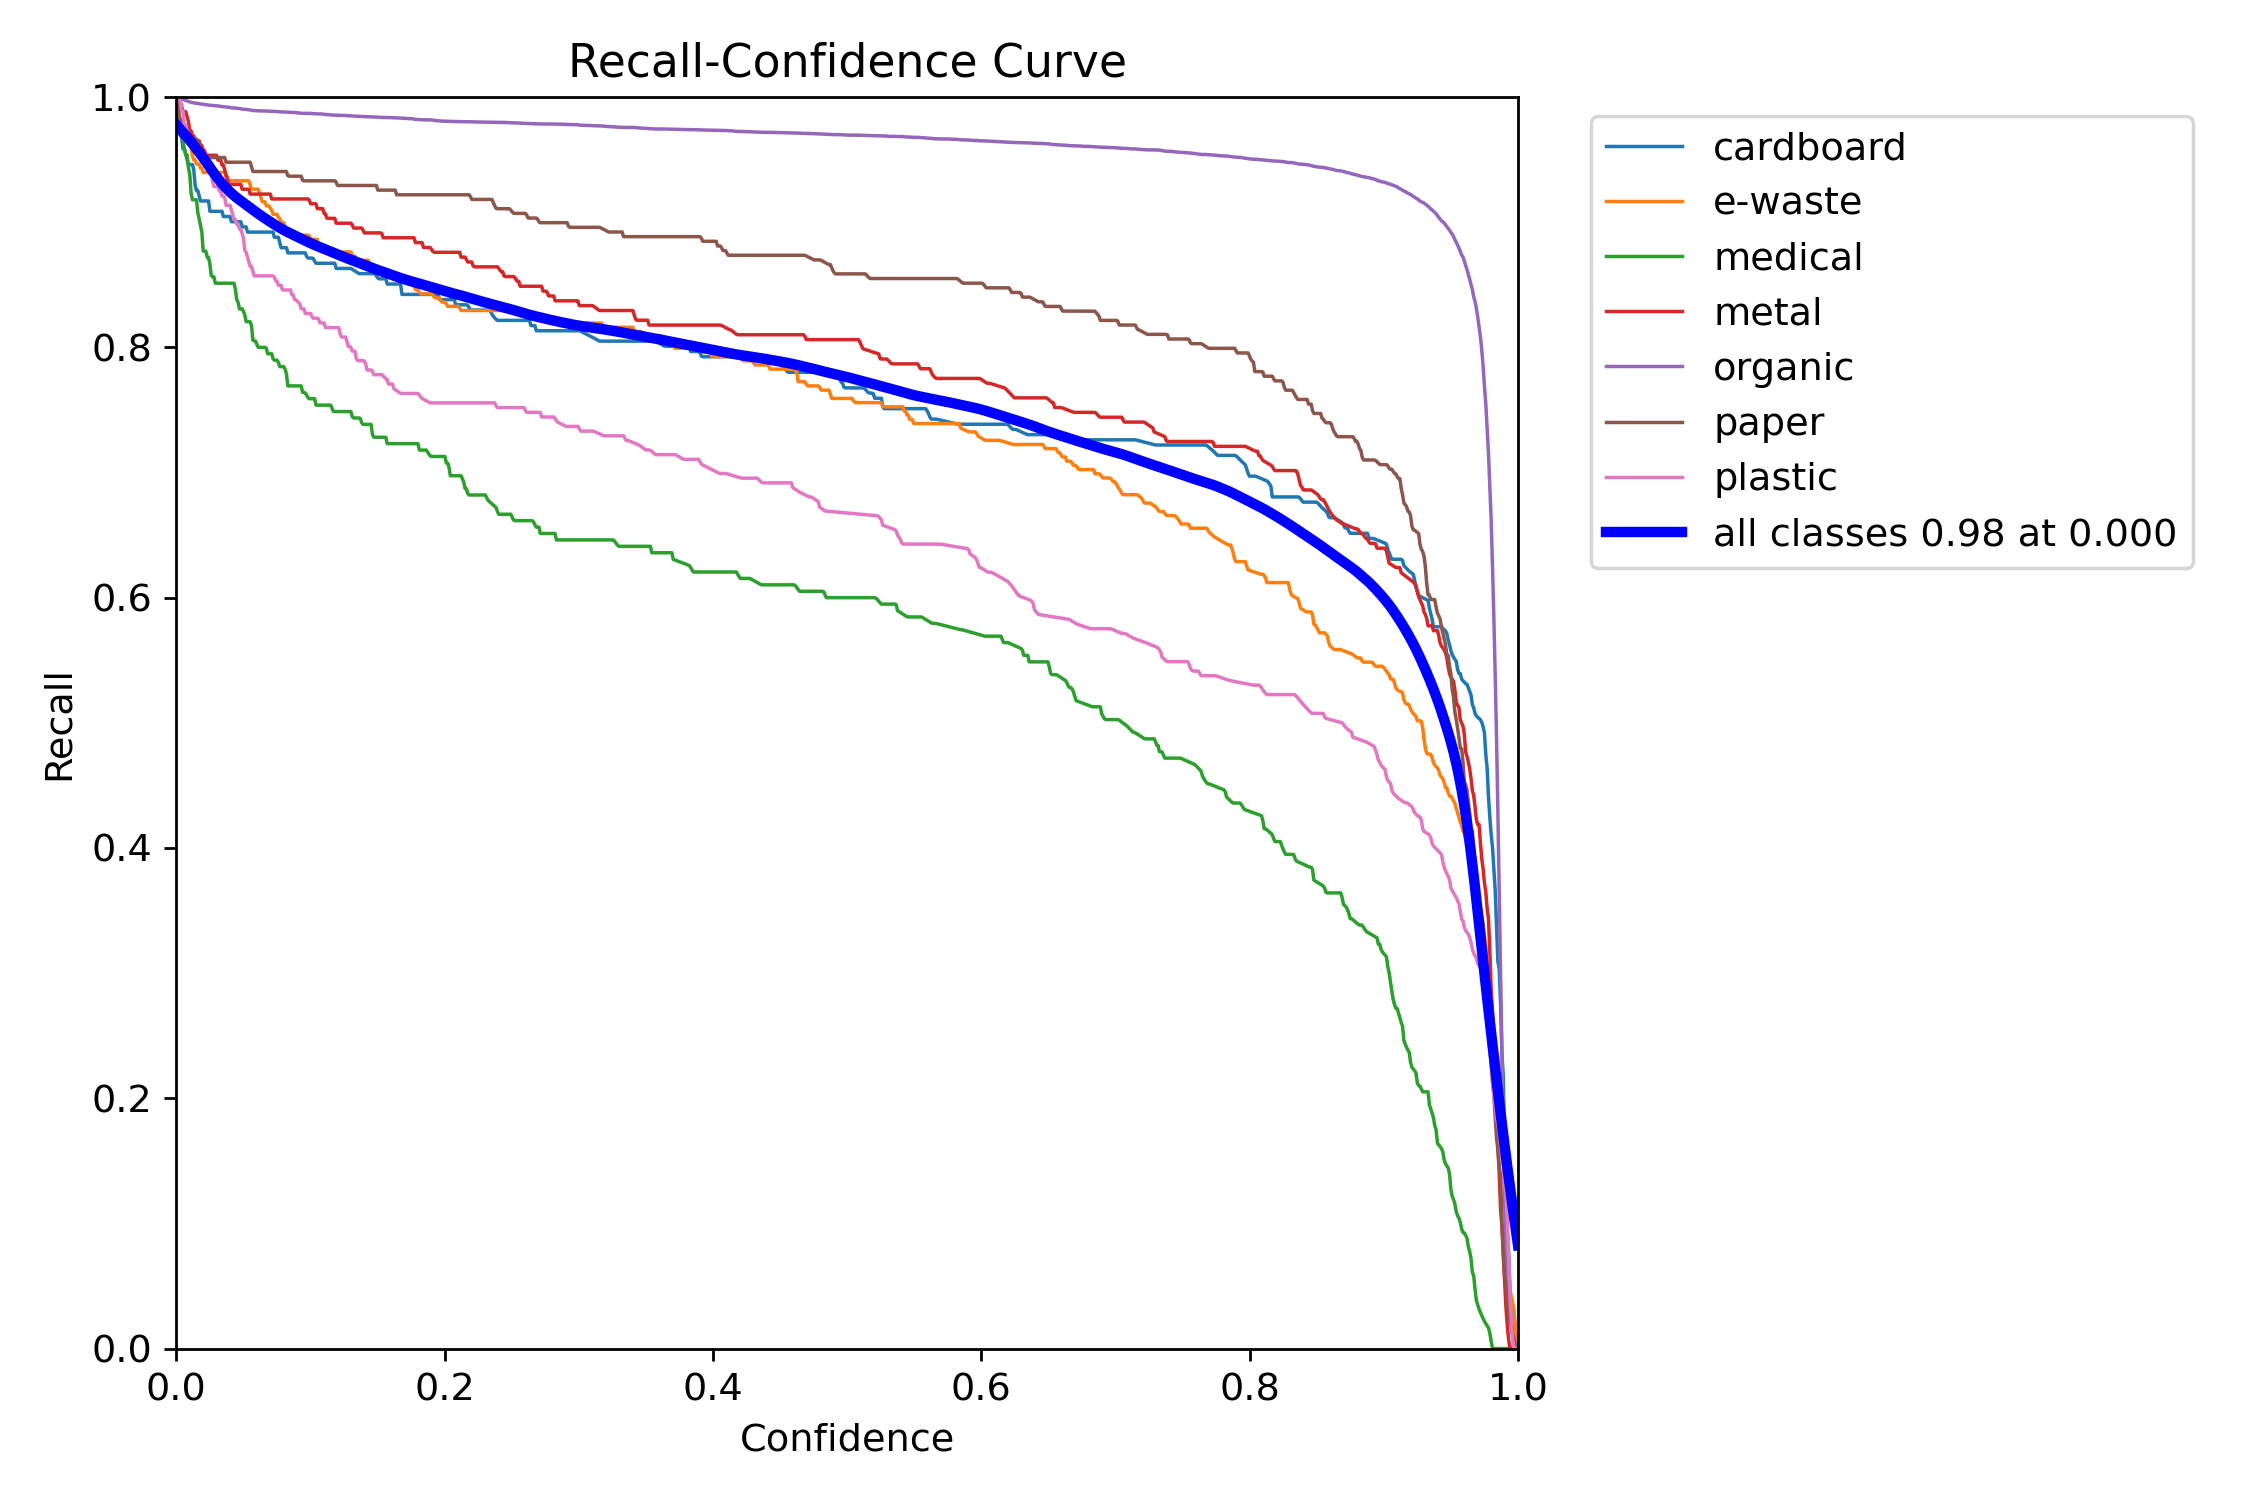 Recall-Confidence Curve
1.0
0.8
0.6
0.4
0.2
0.0
Recall
0.0 0.2 0.4 0.6 0.8 1.0
Confidence
cardboard
e-waste
medical
metal
organic
paper
plastic
all classes 0.98 at 0.000